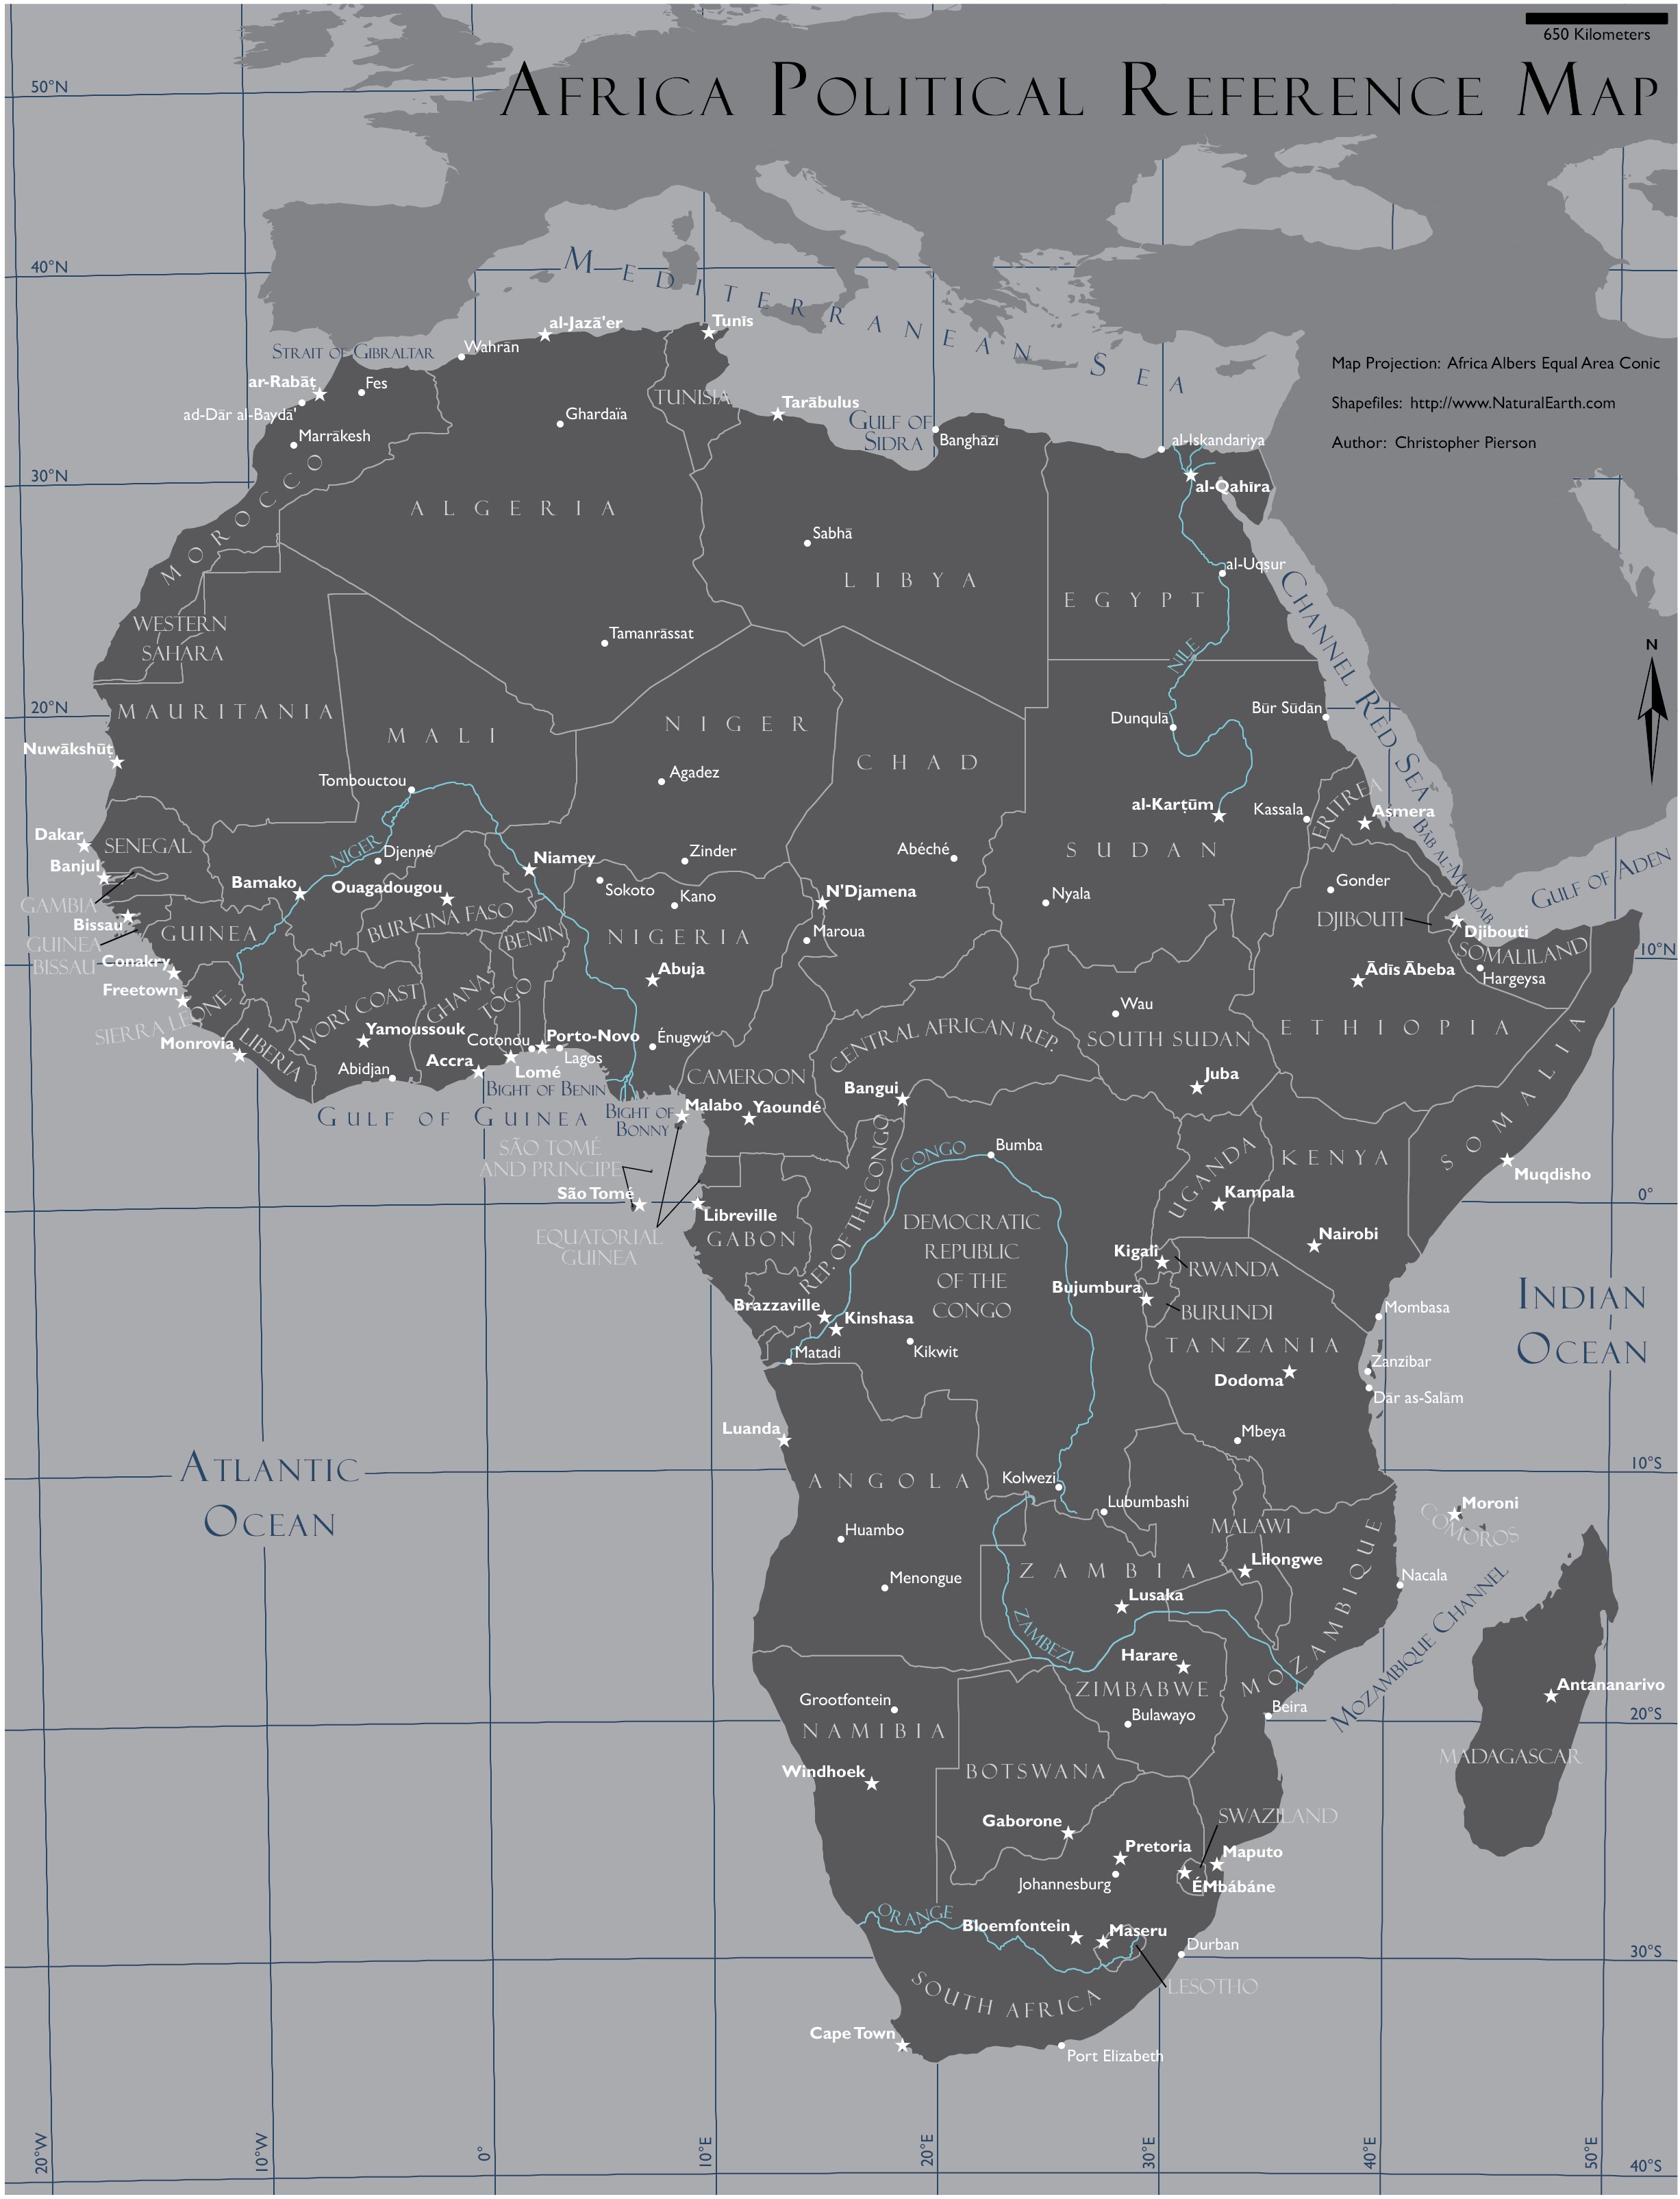 650 Kilometers
AFRICA POLITICAL REFERENCE MAP
50°N
40°N
MEDITERRANEAN SEA
al-Jazā'er
Tunīs
Wahrān
STRAIT OF GIBRALTAR
ar-Rabāṭ
Fes
ad-Dār al-Baydā'
Marrākesh
Ghardaïa
TUNISIA
Tarābulus
GULF OF
SIDRA
Banghāzī
al-Iskandariya
al-Qahīra
Map Projection: Africa Albers Equal Area Conic
Shapefiles: http://www.NaturalEarth.com
Author: Christopher Pierson
30°N
MOROCCO
ALGERIA
Sabhā
LIBYA
EGYPT
al-Uqsur
CHANNEL RED SEA
WESTERN
SAHARA
Tamanrāssat
NILE
N
20°N
MAURITANIA
MALI
NIGER
CHAD
Dunqulā
Būr Sūdān
Nuwākshūṭ
Tombouctou
Agadez
al-Karṭūm
Kassala
ERITREA
Asmera
BĀB AL-MANDAB
Dakar
SENEGAL
NIGER
Djenné
Niamey
Zinder
Abéché
SUDAN
GULF OF ADEN
Banjul
Bamako
Ouagadougou
Sokoto
Kano
N'Djamena
Nyala
Gonder
GAMBIA
Bissau
GUINEA
BISSAU
GUINEA
BURKINA FASO
BENIN
NIGERIA
Maroua
DJIBOUTI
Djibouti
SOMALILAND
Hargeysa
10°N
Conakry
Freetown
SIERRA LEONE
Monrovia
LIBERIA
IVORY COAST
GHANA
TOGO
Abuja
Ādīs Ābeba
Wau
SOUTH SUDAN
ETHIOPIA
Yamoussouk
Cotonou
Porto-Novo
Lagos
Énugwú
Abidjan
Accra
Lomé
CENTRAL AFRICAN REP.
CAMEROON
Bangui
Juba
SOMALIA
BIGHT OF BENIN
GULF OF GUINEA
BIGHT OF
BONNY
Malabo
Yaoundé
SÃO TOMÉ
AND PRINCIPE
CONGO
Bumba
UGANDA
KENYA
Muqdisho
São Tomé
Libreville
GABON
REP. OF THE CONGO
EQUATORIAL
GUINEA
DEMOCRATIC
REPUBLIC
OF THE
CONGO
Kampala
0°
Nairobi
Kigali
RWANDA
Bujumbura
BURUNDI
INDIAN
OCEAN
Brazzaville
Kinshasa
Mombasa
Matadi
Kikwit
TANZANIA
Zanzibar
Dodoma
Dār as-Salām
Luanda
Mbeya
ATLANTIC
OCEAN
ANGOLA
Kolwezi
10°S
Lubumbashi
Moroni
COMOROS
Huambo
MALAWI
Menongue
ZAMBIA
Lilongwe
Nacala
Lusaka
MOZAMBIQUE
MOZAMBIQUE CHANNEL
ZAMBEZI
Harare
ZIMBABWE
Antananarivo
Grootfontein
NAMIBIA
Bulawayo
Beira
20°S
MADAGASCAR
Windhoek
BOTSWANA
Gaborone
SWAZILAND
Pretoria
Maputo
Johannesburg
ÉMbábáne
ORANGE
Bloemfontein
Maseru
Durban
30°S
LESOTHO
SOUTH AFRICA
Cape Town
Port Elizabeth
20°W
10°W
0°
10°E
20°E
30°E
40°E
50°E
40°S